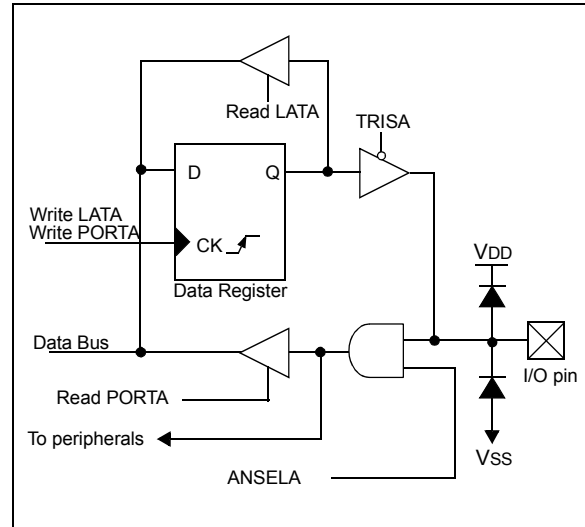 Read LATA
TRISA
D Q
Write LATA
Write PORTA
CK
Data Register
VDD
Data Bus
I/O pin
Read PORTA
To peripherals
VSS
ANSELA